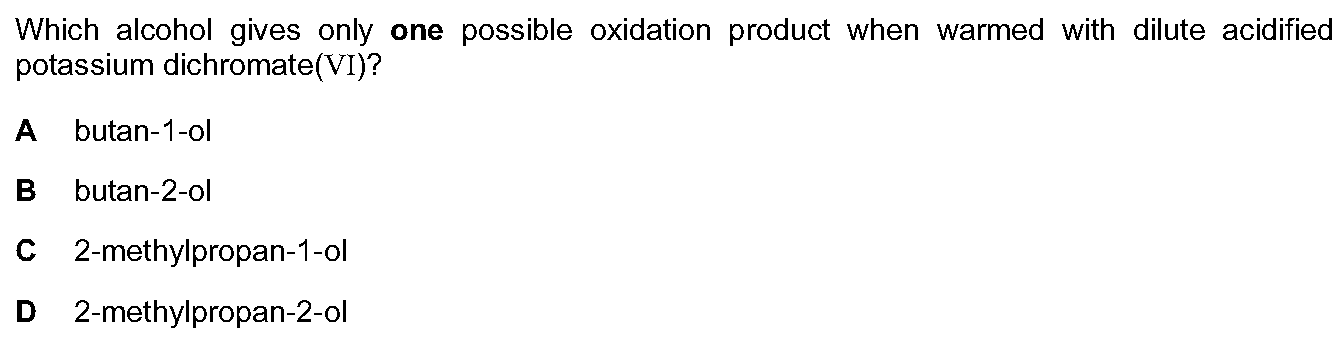 Which alcohol gives only one possible oxidation product when warmed with dilute acidified
potassium dichromate(VI)?
A butan-1-ol
B butan-2-ol
C 2-methylpropan-1-ol
D 2-methylpropan-2-ol